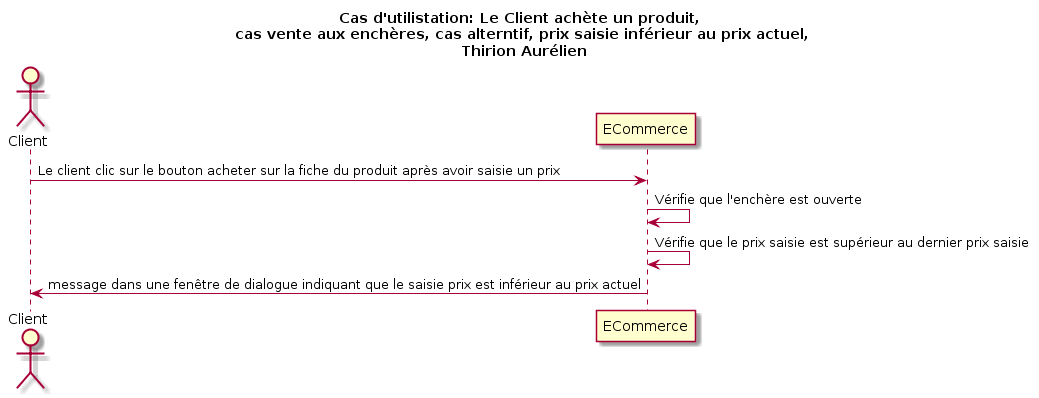 Cas d'utilistation: Le Client achète un produit,
cas vente aux enchères, cas alterntif, prix saisie inférieur au prix actuel,
Thirion Aurélien
Client
ECommerce
Le client clic sur le bouton acheter sur la fiche du produit après avoir saisie un prix
Vérifie que l'enchère est ouverte
Vérifie que le prix saisie est supérieur au dernier prix saisie
message dans une fenêtre de dialogue indiquant que le saisie prix est inférieur au prix actuel
Client
ECommerce